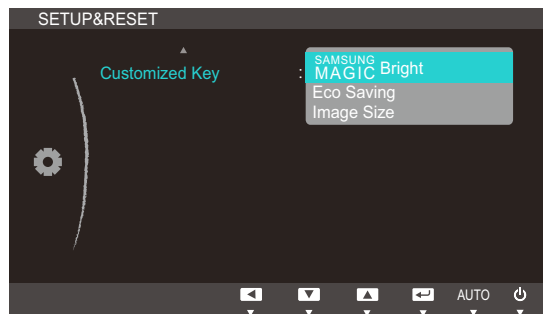 SETUP&RESET
Customized Key : SAMSUNG MAGIC Bright
Eco Saving
Image Size
AUTO